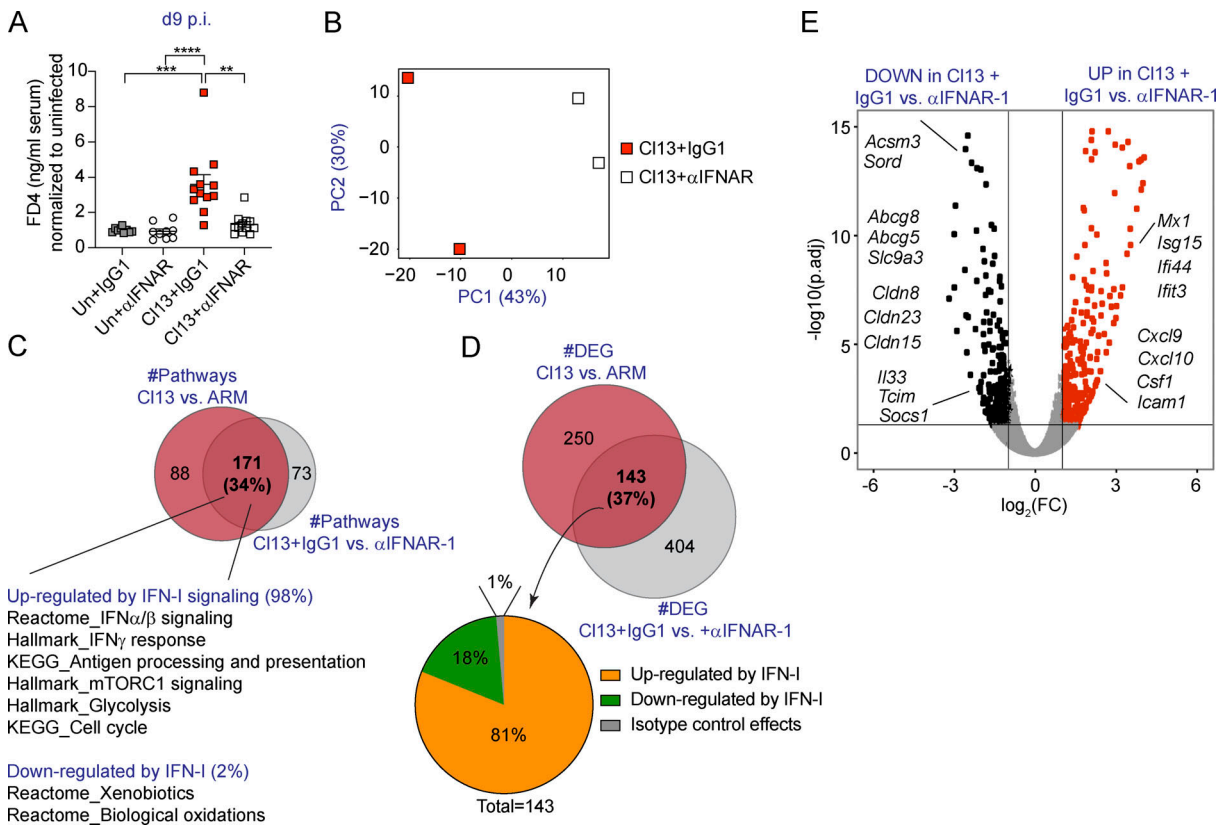 A
d9 p.i.
****
***
**
FD4 (ng/ml serum)
normalized to uninfected
10
8
6
4
2
0
Un+IgG1
Un+αIFNAR
Cl13+IgG1
Cl13+αIFNAR
B
PC2 (30%)
10
0
−10
−20
−20
−10
0
10
PC1 (43%)
Cl13+IgG1
Cl13+αIFNAR
C
#Pathways
Cl13 vs. ARM
88
171
(34%)
73
#Pathways
Cl13+IgG1 vs. αIFNAR-1
Up-regulated by IFN-I signaling (98%)
Reactome_IFNα/β signaling
Hallmark_IFNγ response
KEGG_Antigen processing and presentation
Hallmark_mTORC1 signaling
Hallmark_Glycolysis
KEGG_Cell cycle
Down-regulated by IFN-I (2%)
Reactome_Xenobiotics
Reactome_Biological oxidations
D
#DEG
Cl13 vs. ARM
250
143
(37%)
404
#DEG
Cl13+IgG1 vs. +αIFNAR-1
1%
18%
81%
Total=143
Up-regulated by IFN-I
Down-regulated by IFN-I
Isotype control effects
E
DOWN in Cl13 +
IgG1 vs. αIFNAR-1
UP in Cl13 +
IgG1 vs. αIFNAR-1
-log10(p.adj)
15
10
5
0
-6
-3
0
3
6
log2(FC)
Acsm3
Sord
Abcg8
Abcg5
Slc9a3
Cldn8
Cldn23
Cldn15
Il33
Tcim
Socs1
Mx1
Isg15
Ifi44
Ifit3
Cxcl9
Cxcl10
Csf1
Icam1